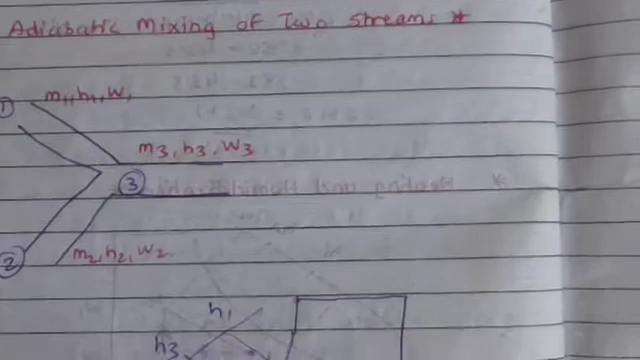 Adiabatic Mixing of Two Streams *
① m₁, h₁, W₁
m₃, h₃, W₃
③
② m₂, h₂, W₂
h₁
h₃